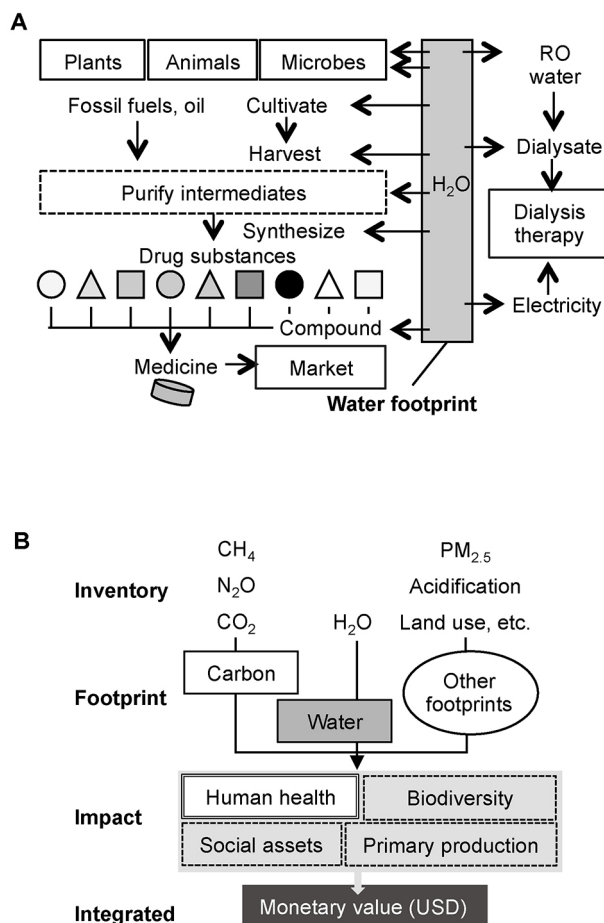 A
Plants Animals Microbes
RO
water
Fossil fuels, oil Cultivate
Harvest
Dialysate
H2O
Purify intermediates
Dialysis
therapy
Synthesize
Drug substances
Electricity
Compound
Medicine
Market
Water footprint
B
CH4 PM2.5
Inventory N2O Acidification
CO2 H2O Land use, etc.
Carbon
Footprint
Other
footprints
Water
Human health Biodiversity
Impact
Social assets Primary production
Integrated Monetary value (USD)